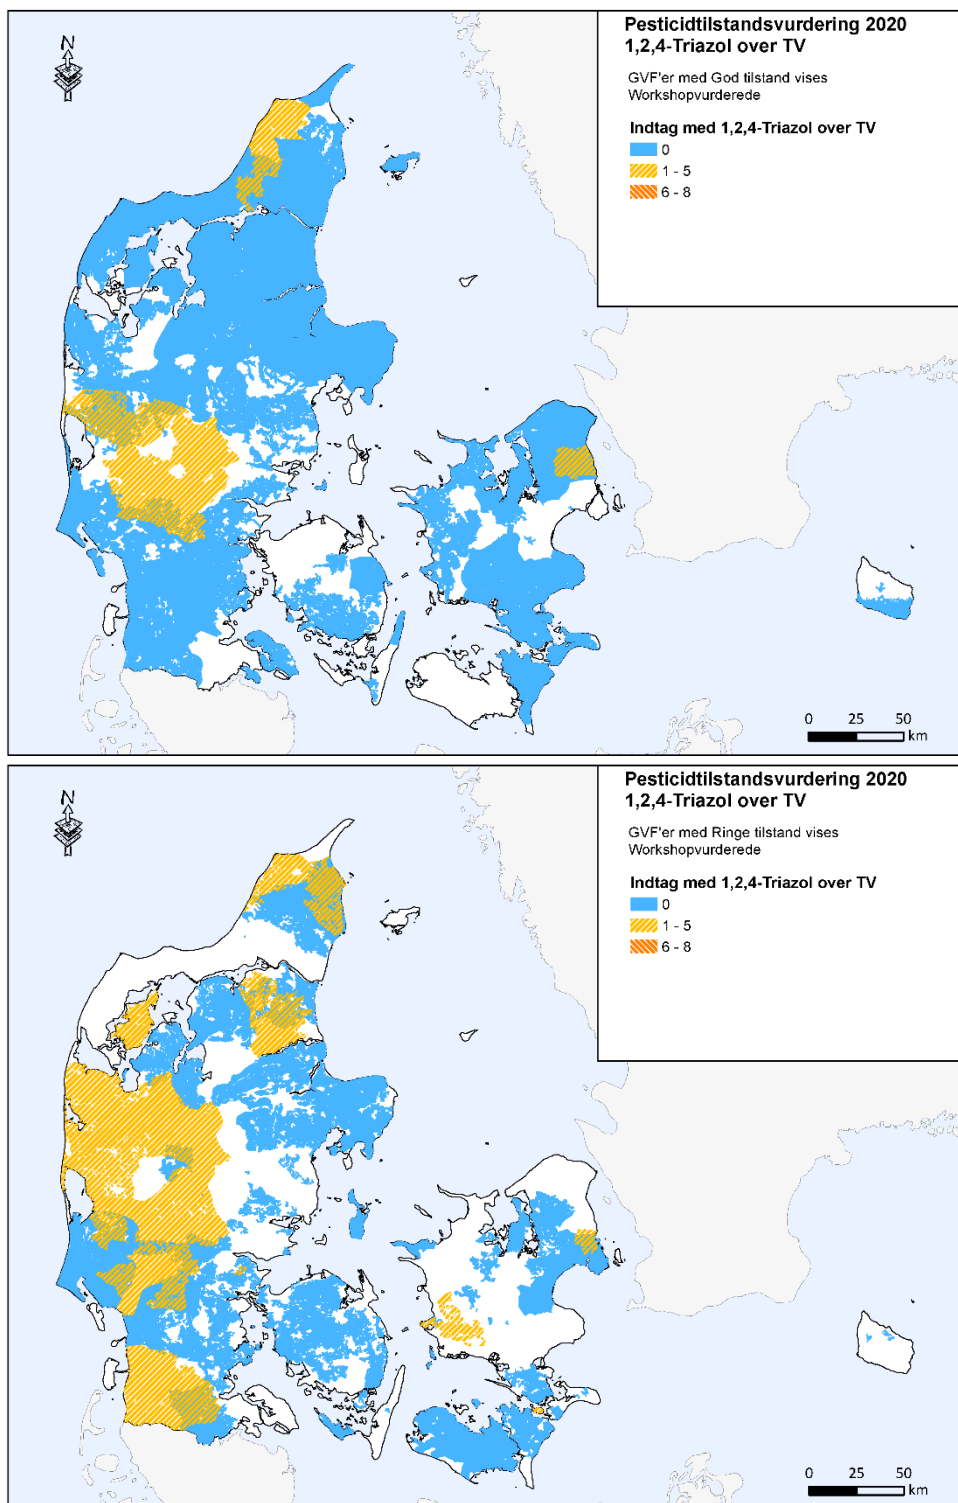 Pesticidtilstandsvurdering 2020
1,2,4-Triazol over TV
GVF'er med God tilstand vises
Workshopvurderede
Indtag med 1,2,4-Triazol over TV
0
1 - 5
6 - 8
N
0 25 50
km
Pesticidtilstandsvurdering 2020
1,2,4-Triazol over TV
GVF'er med Ringe tilstand vises
Workshopvurderede
Indtag med 1,2,4-Triazol over TV
0
1 - 5
6 - 8
N
0 25 50
km